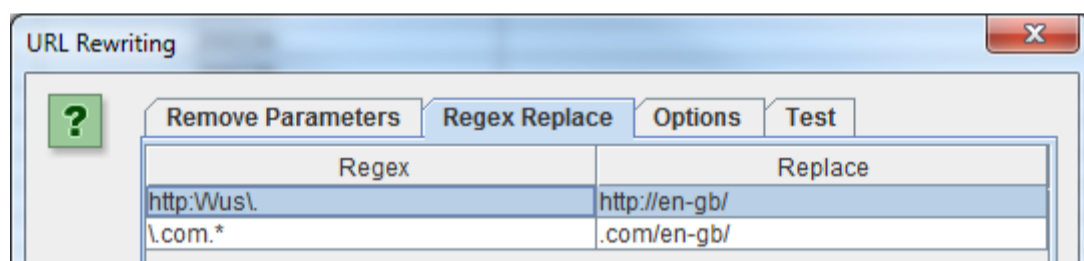 URL Rewriting
x
?
Remove Parameters Regex Replace Options Test
Regex Replace
http:\/\/us\. http://en-gb/
\.com.* .com/en-gb/